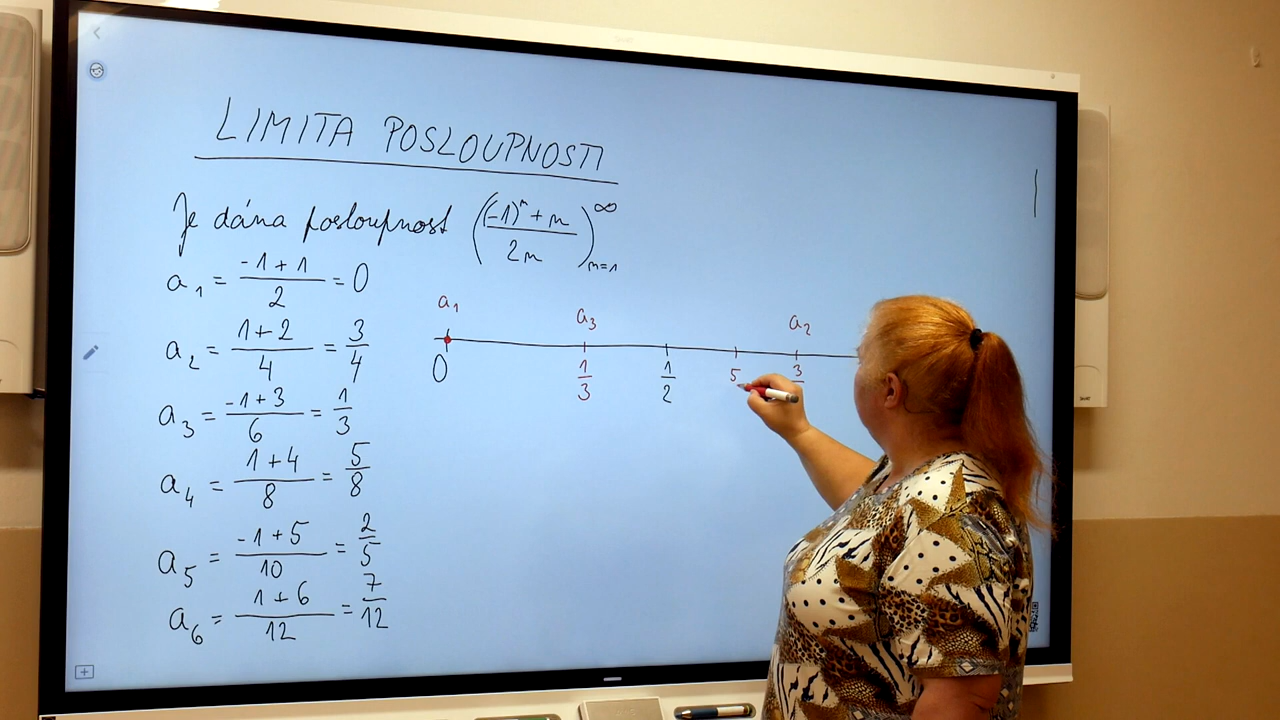 LIMITA POSLOUPNOSTI
Je dána posloupnost ((-1)^n + n / 2n)_{n=1}^∞
a₁ = (-1 + 1)/2 = 0
a₂ = (1 + 2)/4 = 3/4
a₃ = (-1 + 3)/6 = 1/3
a₄ = (1 + 4)/8 = 5/8
a₅ = (-1 + 5)/10 = 2/5
a₆ = (1 + 6)/12 = 7/12
a₁ a₃ a₂
0 1/3 1/2 5 3